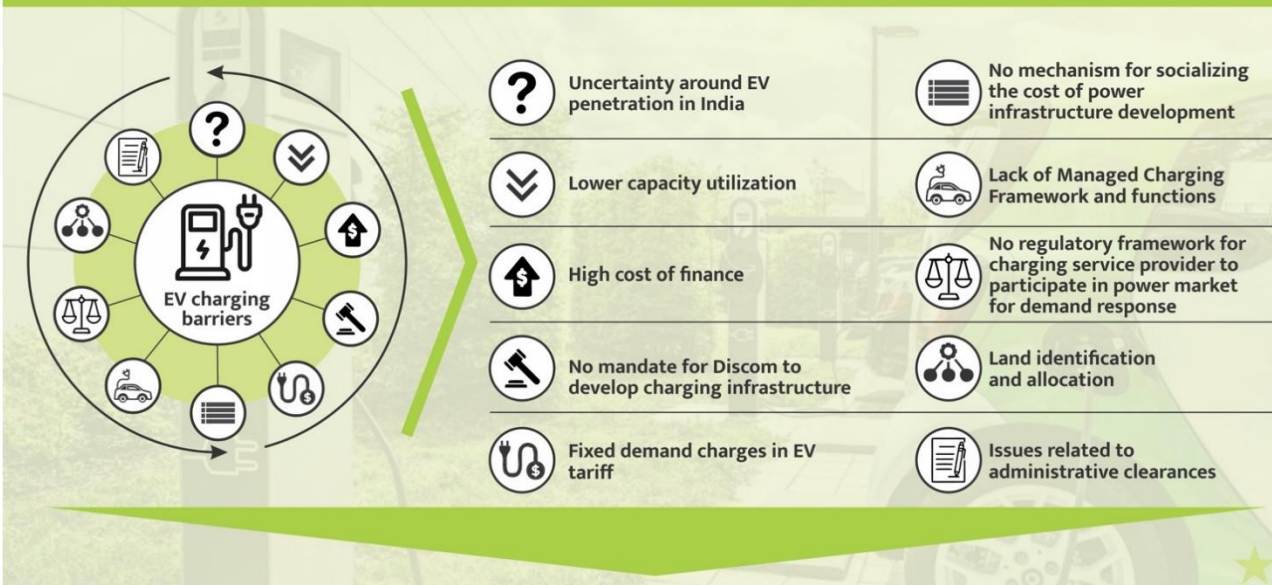 EV charging
barriers
Uncertainty around EV
penetration in India
Lower capacity utilization
High cost of finance
No mandate for Discom to
develop charging infrastructure
Fixed demand charges in EV
tariff
No mechanism for socializing
the cost of power
infrastructure development
Lack of Managed Charging
Framework and functions
No regulatory framework for
charging service provider to
participate in power market
for demand response
Land identification
and allocation
Issues related to
administrative clearances